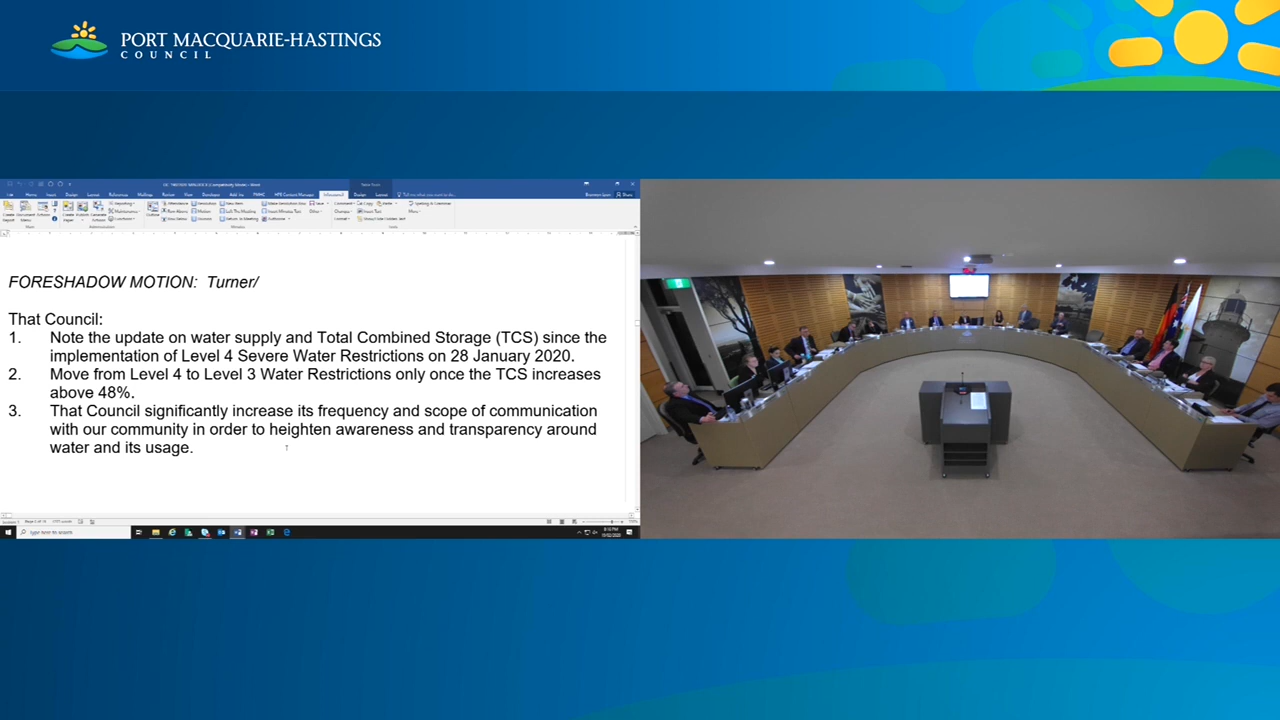 PORT MACQUARIE-HASTINGS
COUNCIL
FORESHADOW MOTION: Turner/
That Council:
1. Note the update on water supply and Total Combined Storage (TCS) since the
implementation of Level 4 Severe Water Restrictions on 28 January 2020.
2. Move from Level 4 to Level 3 Water Restrictions only once the TCS increases
above 48%.
3. That Council significantly increase its frequency and scope of communication
with our community in order to heighten awareness and transparency around
water and its usage.
Type here to search